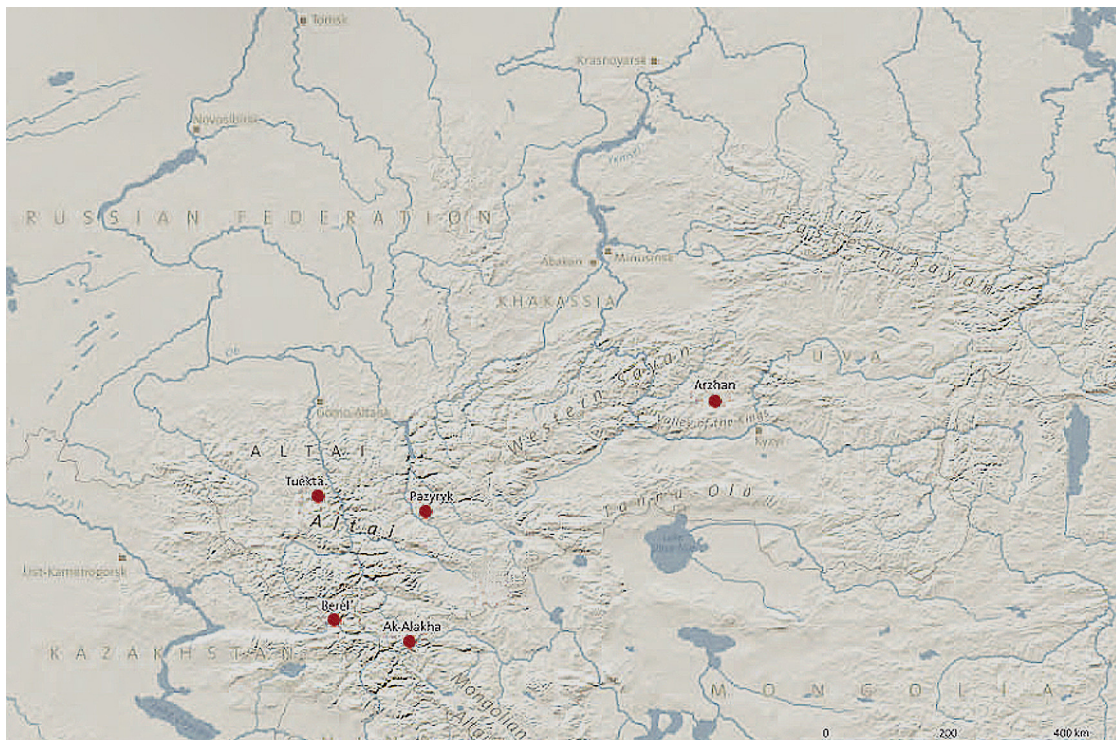 Tomsk
Krasnoyarsk
Novosibirsk
Yenisei
RUSSIAN FEDERATION
Minusinsk
Abakan
Eastern Sayan
KHAKASSIA
Ob
TUVA
Western Sayan
Arzhan
Gorno-Altaisk
Valley of the Kings
Kyzyl
ALTAI
Tuekta
Pazyryk
Tannu Ola
Altai
Ust-Kamenogorsk
Berel'
Ak-Alakha
KAZAKHSTAN
Mongolian
Altai
MONGOLIA
0 200 400 km